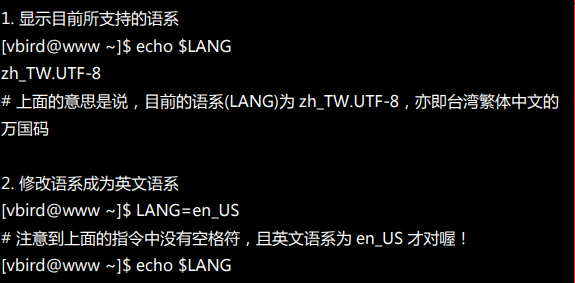 1. 显示目前所支持的语系
[vbird@www ~]$ echo $LANG
zh_TW.UTF-8
# 上面的意思是说，目前的语系(LANG)为 zh_TW.UTF-8，亦即台湾繁体中文的
万国码
2. 修改语系成为英文语系
[vbird@www ~]$ LANG=en_US
# 注意到上面的指令中没有空格符，且英文语系为 en_US 才对喔！
[vbird@www ~]$ echo $LANG